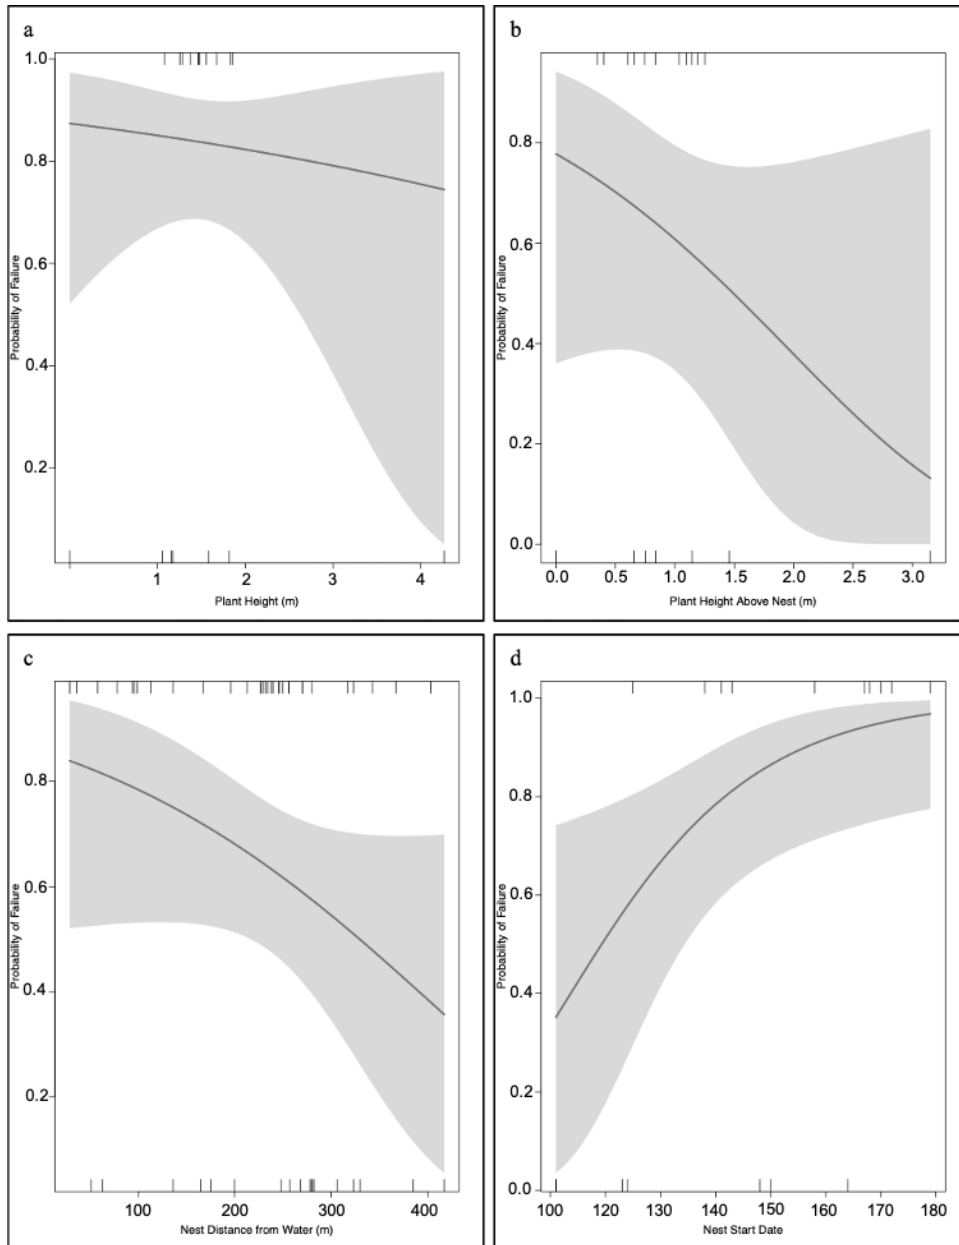 a
1.0
0.8
0.6
0.4
0.2
Probability of Failure
1 2 3 4
Plant Height (m)
b
0.8
0.6
0.4
0.2
0.0
Probability of Failure
0.0 0.5 1.0 1.5 2.0 2.5 3.0
Plant Height Above Nest (m)
c
0.8
0.6
0.4
0.2
Probability of Failure
100 200 300 400
Nest Distance from Water (m)
d
1.0
0.8
0.6
0.4
0.2
0.0
Probability of Failure
100 120 130 140 150 160 170 180
Nest Start Date